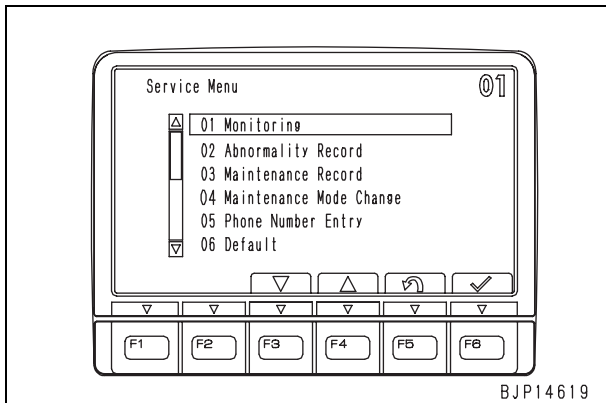 Service Menu 01
01 Monitoring
02 Abnormality Record
03 Maintenance Record
04 Maintenance Mode Change
05 Phone Number Entry
06 Default
F1 F2 F3 F4 F5 F6
BJP14619